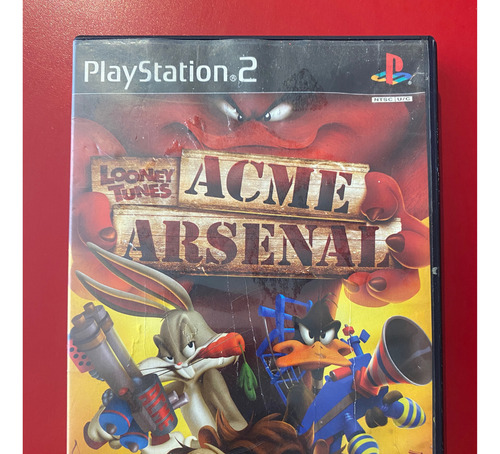 PlayStation®2
NTSC U/C
LOONEY TUNES
ACME
ARSENAL